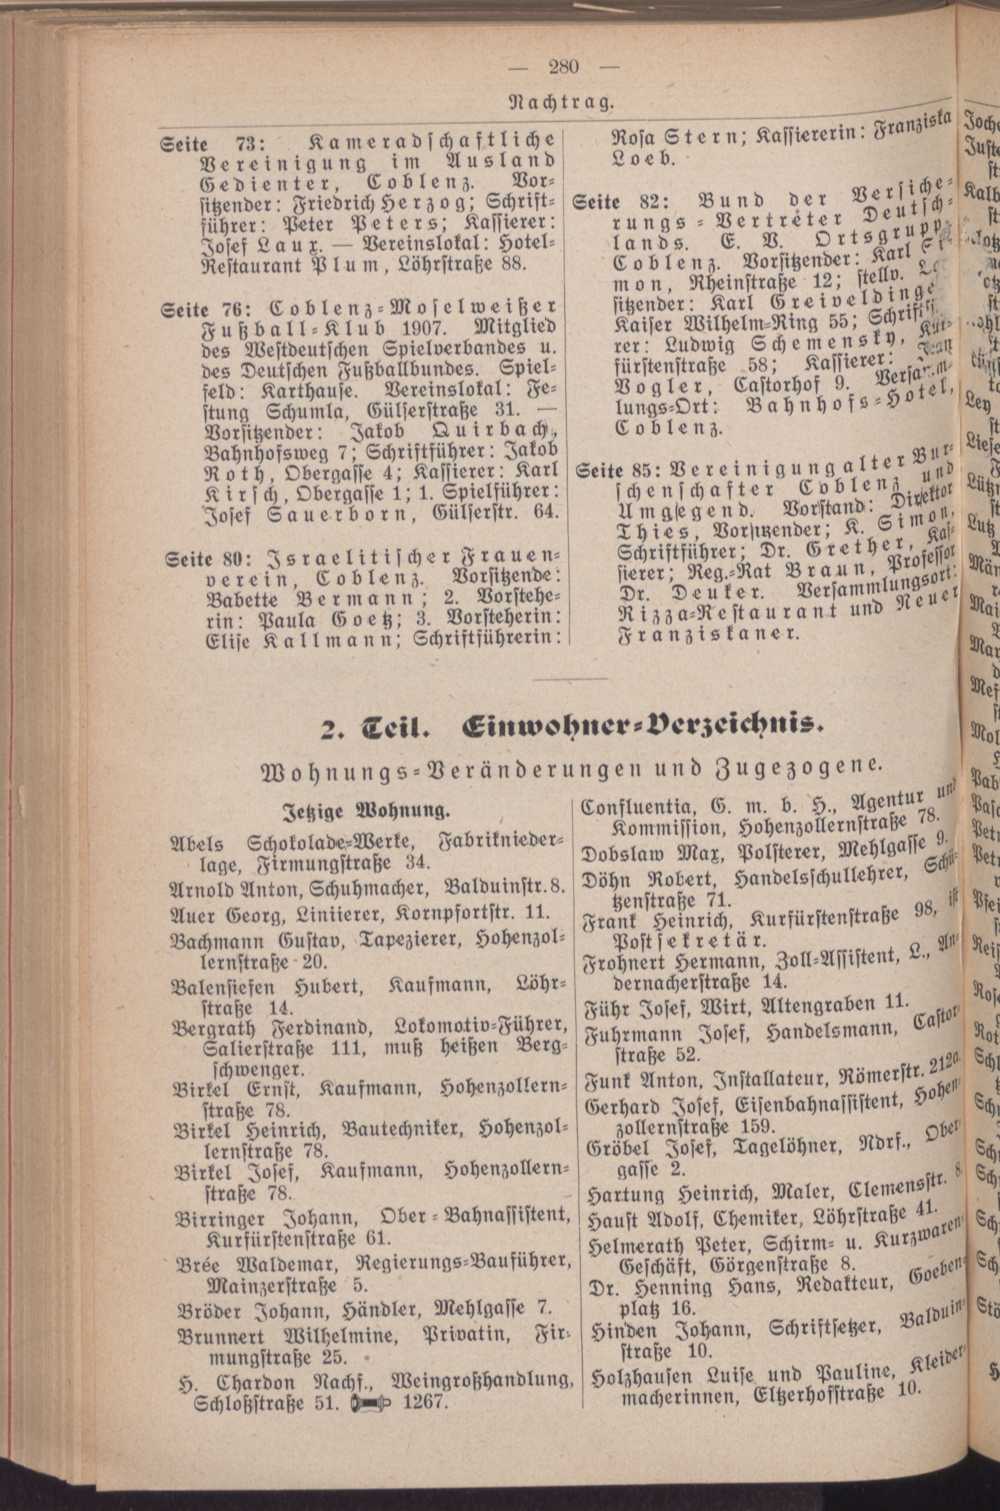 — 280 —
Nachtrag.
Seite 73: Kameradschaftliche
Vereinigung im Ausland
Gedienter, Coblenz. Vor-
sitzender: Friedrich Herzog; Schrift-
führer: Peter Peters; Kassierer:
Josef Laux. — Vereinslokal: Hotel-
Restaurant Plum, Löhrstraße 88.
Seite 76: Coblenz-Moselweißer
Fußball-Klub 1907. Mitglied
des Westdeutschen Spielverbandes u.
des Deutschen Fußballbundes. Spiel-
feld: Karthause. Vereinslokal: Fe-
stung Schumla, Gülserstraße 31. —
Vorsitzender: Jakob Quirbach,
Bahnhofsweg 7; Schriftführer: Jakob
Roth, Obergasse 4; Kassierer: Karl
Kirsch, Obergasse 1; 1. Spielführer:
Josef Sauerborn, Gülserstr. 64.
Seite 80: Israelitischer Frauen-
verein, Coblenz. Vorsitzende:
Babette Bermann; 2. Vorstehe-
rin: Paula Goetz; 3. Vorsteherin:
Elise Kallmann; Schriftführerin:
Rosa Stern; Kassiererin: Franziska
Loeb.
Seite 82: Bund der Versiche-
rungs-Vertreter Deutsch-
lands. E. V. Ortsgruppe
Coblenz. Vorsitzender: Karl
mon, Rheinstraße 12; stellv.
sitzender: Karl Greiveldinge
Kaiser Wilhelm-Ring 55; Schrift
rer: Ludwig Schemensky, Kur-
fürstenstraße 58; Kassierer:
Vogler, Castorhof 9. Versamm-
lungs-Ort: Bahnhofs-Hotel,
Coblenz.
Seite 85: Vereinigung alter Bur-
schenschafter Coblenz und
Umgegend. Vorstand: Direktor
Thies, Vorsitzender; K. Simon,
Schriftführer; Dr. Grether, Kas-
sierer; Reg.-Rat Braun, Professor
Dr. Deuker. Versammlungsort:
Rizza-Restaurant und Neuer
Franziskaner.
2. Teil. Einwohner-Verzeichnis.
Wohnungs-Veränderungen und Zugezogene.
Jetzige Wohnung.
Abels Schokolade-Werke, Fabriknieder-
lage, Firmungstraße 34.
Arnold Anton, Schuhmacher, Balduinstr. 8.
Auer Georg, Liniierer, Kornpfortstr. 11.
Bachmann Gustav, Tapezierer, Hohenzol-
lernstraße 20.
Balensiefen Hubert, Kaufmann, Löhr-
straße 14.
Bergrath Ferdinand, Lokomotiv-Führer,
Salierstraße 111, muß heißen Berg-
schwenger.
Birkel Ernst, Kaufmann, Hohenzollern-
straße 78.
Birkel Heinrich, Bautechniker, Hohenzol-
lernstraße 78.
Birkel Josef, Kaufmann, Hohenzollern-
straße 78.
Birringer Johann, Ober-Bahnassistent,
Kurfürstenstraße 61.
Brée Waldemar, Regierungs-Bauführer,
Mainzerstraße 5.
Bröder Johann, Händler, Mehlgasse 7.
Brunnert Wilhelmine, Privatin, Fir-
mungstraße 25.
H. Chardon Nachf., Weingroßhandlung,
Schloßstraße 51. 1267.
Confluentia, G. m. b. H., Agentur und
Kommission, Hohenzollernstraße 78.
Dobslaw Max, Polsterer, Mehlgasse 9.
Döhn Robert, Handelsschullehrer, Schü-
tzenstraße 71.
Frank Heinrich, Kurfürstenstraße 98, ist
Postsekretär.
Frohnert Hermann, Zoll-Assistent, L., An-
dernacherstraße 14.
Führ Josef, Wirt, Altengraben 11.
Fuhrmann Josef, Handelsmann, Castor-
straße 52.
Funk Anton, Installateur, Römerstr. 212a.
Gerhard Josef, Eisenbahnassistent, Hohen-
zollernstraße 159.
Gröbel Josef, Tagelöhner, Ndrf., Ober-
gasse 2.
Hartung Heinrich, Maler, Clemensstr. 8.
Haust Adolf, Chemiker, Löhrstraße 41.
Helmerath Peter, Schirm- u. Kurzwaren-
Geschäft, Görgenstraße 8.
Dr. Henning Hans, Redakteur, Goeben-
platz 16.
Hinden Johann, Schriftsetzer, Balduin-
straße 10.
Holzhausen Luise und Pauline, Kleider-
macherinnen, Eltzerhofstraße 10.